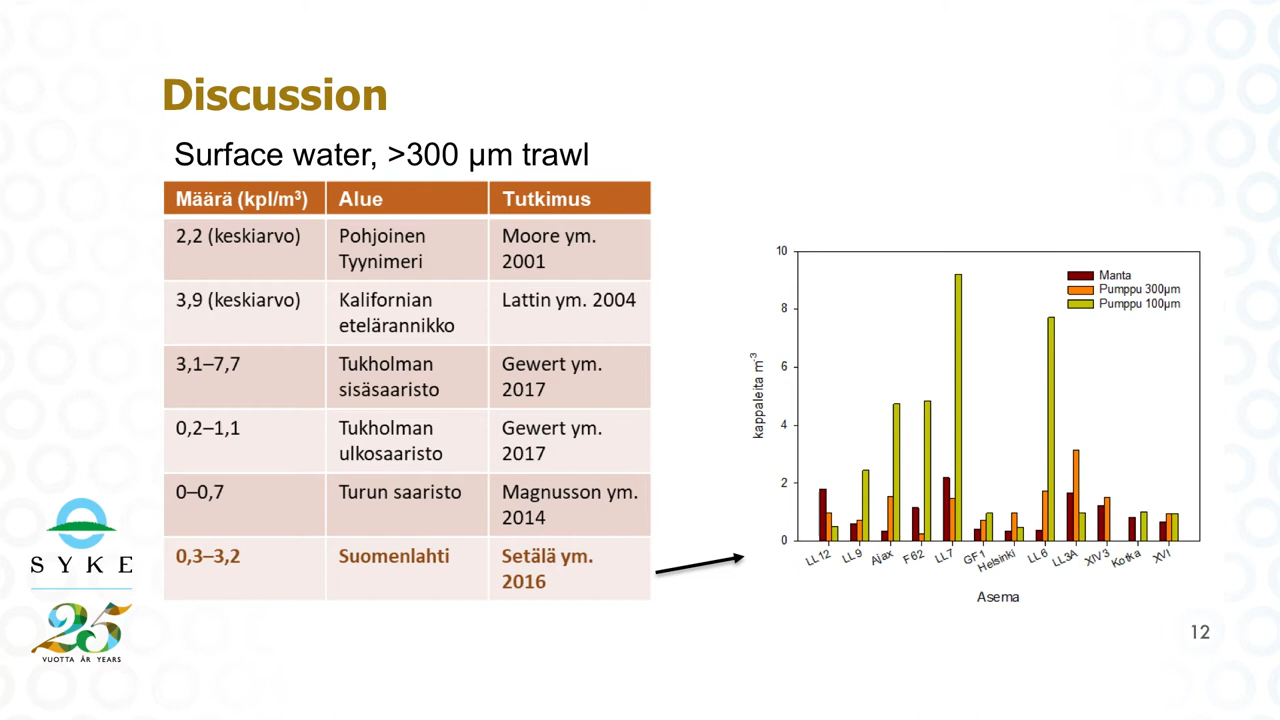 Discussion
Surface water, >300 µm trawl
Määrä (kpl/m³) Alue Tutkimus
2,2 (keskiarvo) Pohjoinen Moore ym.
Tyynimeri 2001
3,9 (keskiarvo) Kalifornian Lattin ym. 2004
etelärannikko
3,1–7,7 Tukholman Gewert ym.
sisäsaaristo 2017
0,2–1,1 Tukholman Gewert ym.
ulkosaaristo 2017
0–0,7 Turun saaristo Magnusson ym.
2014
0,3–3,2 Suomenlahti Setälä ym.
2016
10
8
6
4
2
0
kappaleita m⁻³
Manta
Pumppu 300µm
Pumppu 100µm
LL12 LL9 Ajax F62 LL7 GF1 Helsinki LL6 LL3A XIV3 Kotka XVI
Asema
SYKE
25
VUOTTA ÅR YEARS
12